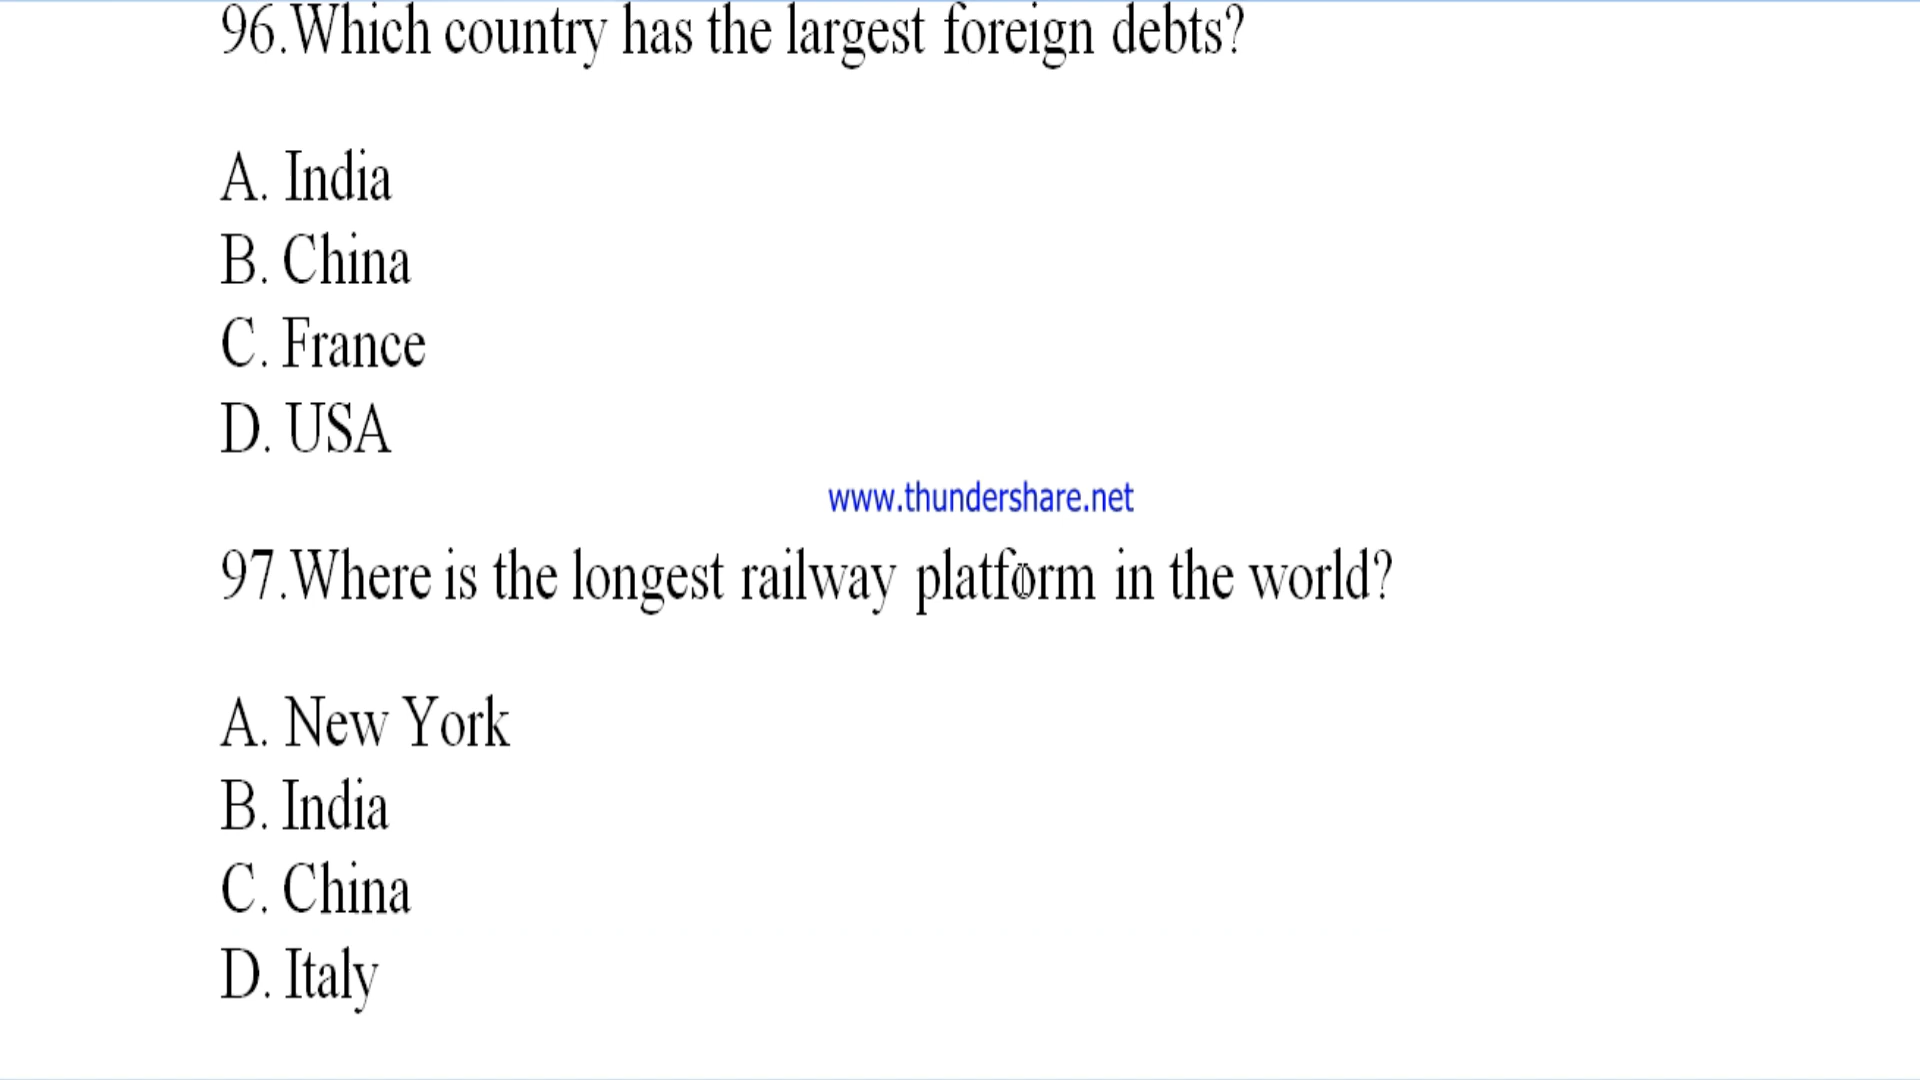 96.Which country has the largest foreign debts?
A. India
B. China
C. France
D. USA
www.thundershare.net
97.Where is the longest railway platform in the world?
A. New York
B. India
C. China
D. Italy